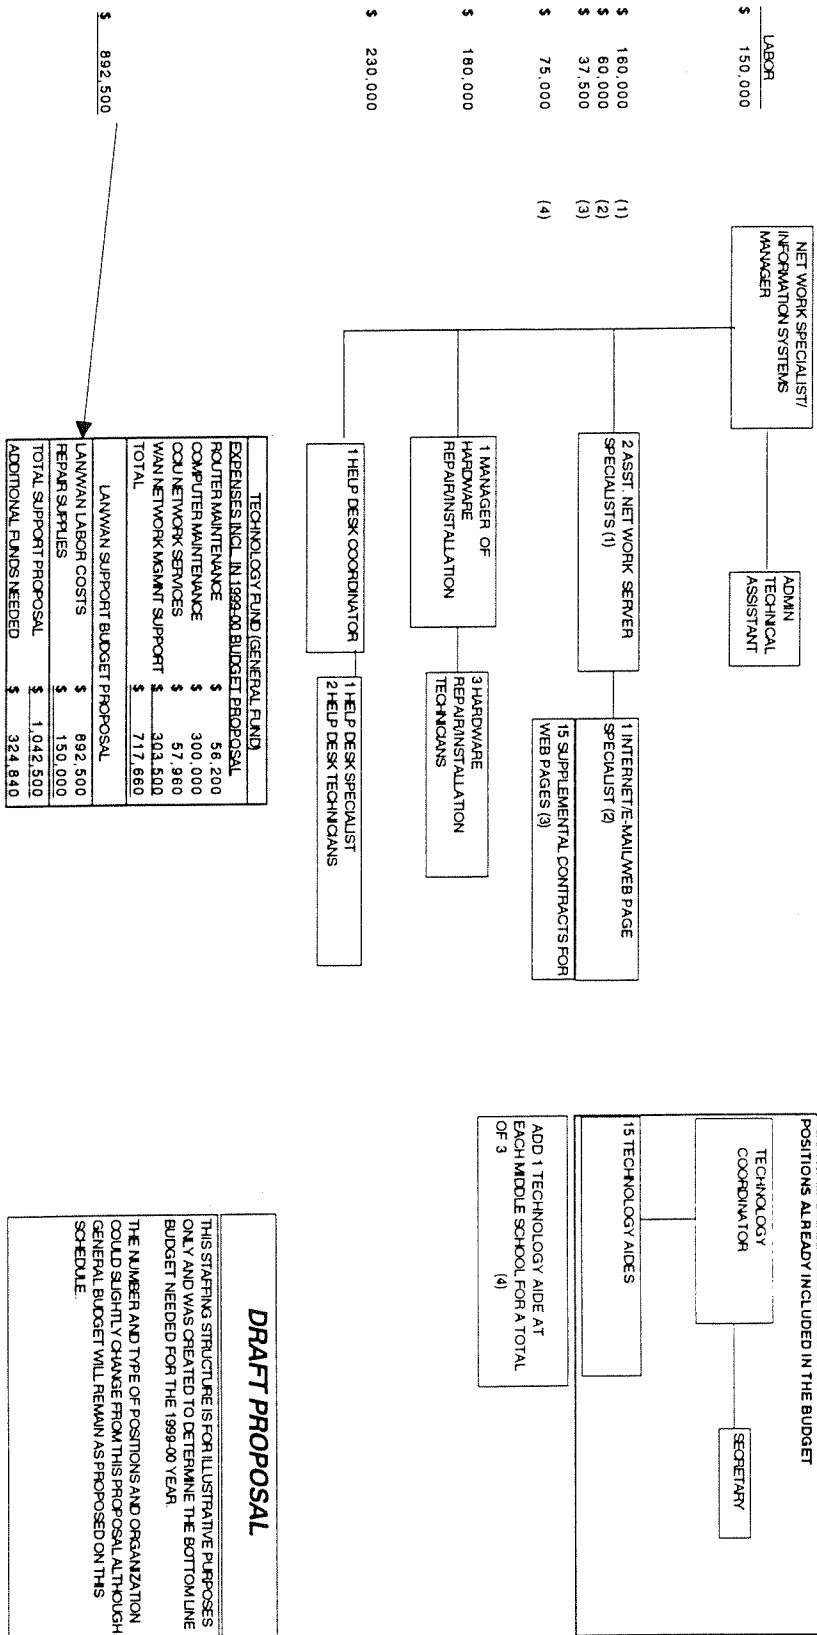 LABOR
$ 150,000
$ 160,000 (1)
$ 60,000 (2)
$ 37,500 (3)
$ 75,000 (4)
$ 180,000
$ 230,000
$ 892,500
NET WORK SPECIALIST/
INFORMATION SYSTEMS
MANAGER
ADMIN
TECHNICAL
ASSISTANT
2 ASST. NET WORK SERVER
SPECIALISTS (1)
1 INTERNET/E-MAIL/WEB PAGE
SPECIALIST (2)
15 SUPPLEMENTAL CONTRACTS FOR
WEB PAGES (3)
1 MANAGER OF
HARDWARE
REPAIR/INSTALLATION
3 HARDWARE
REPAIR/INSTALLATION
TECHNICIANS
1 HELP DESK COORDINATOR
1 HELP DESK SPECIALIST
2 HELP DESK TECHNICIANS
TECHNOLOGY FUND (GENERAL FUND)
EXPENSES INCL. IN 1999-00 BUDGET PROPOSAL
ROUTER MAINTENANCE $ 56,200
COMPUTER MAINTENANCE $ 300,000
CCIU NETWORK SERVICES $ 57,960
WAN NETWORK MGMNT SUPPORT $ 303,500
TOTAL $ 717,660
LAN/WAN SUPPORT BUDGET PROPOSAL
LAN/WAN LABOR COSTS $ 892,500
REPAIR SUPPLIES $ 150,000
TOTAL SUPPORT PROPOSAL $ 1,042,500
ADDITIONAL FUNDS NEEDED $ 324,840
POSITIONS ALREADY INCLUDED IN THE BUDGET
TECHNOLOGY
COORDINATOR
SECRETARY
15 TECHNOLOGY AIDES
ADD 1 TECHNOLOGY AIDE AT
EACH MIDDLE SCHOOL FOR A TOTAL
OF 3 (4)
DRAFT PROPOSAL
THIS STAFFING STRUCTURE IS FOR ILLUSTRATIVE PURPOSES
ONLY AND WAS CREATED TO DETERMINE THE BOTTOM LINE
BUDGET NEEDED FOR THE 1999-00 YEAR.
THE NUMBER AND TYPE OF POSITIONS AND ORGANIZATION
COULD SLIGHTLY CHANGE FROM THIS PROPOSAL ALTHOUGH
GENERAL BUDGET WILL REMAIN AS PROPOSED ON THIS
SCHEDULE.